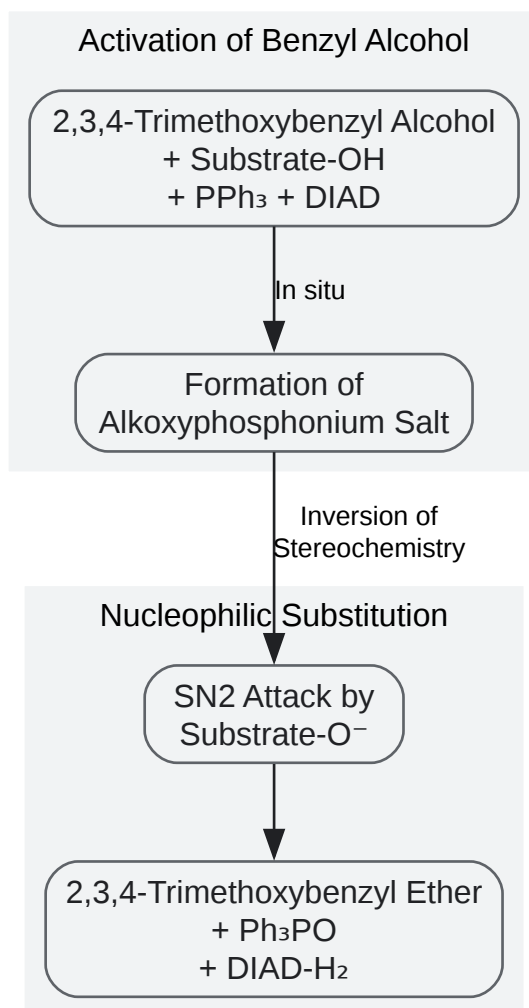 Activation of Benzyl Alcohol
2,3,4-Trimethoxybenzyl Alcohol
+ Substrate-OH
+ PPh₃ + DIAD
In situ
Formation of
Alkoxyphosphonium Salt
Inversion of
Stereochemistry
Nucleophilic Substitution
SN2 Attack by
Substrate-O⁻
2,3,4-Trimethoxybenzyl Ether
+ Ph₃PO
+ DIAD-H₂